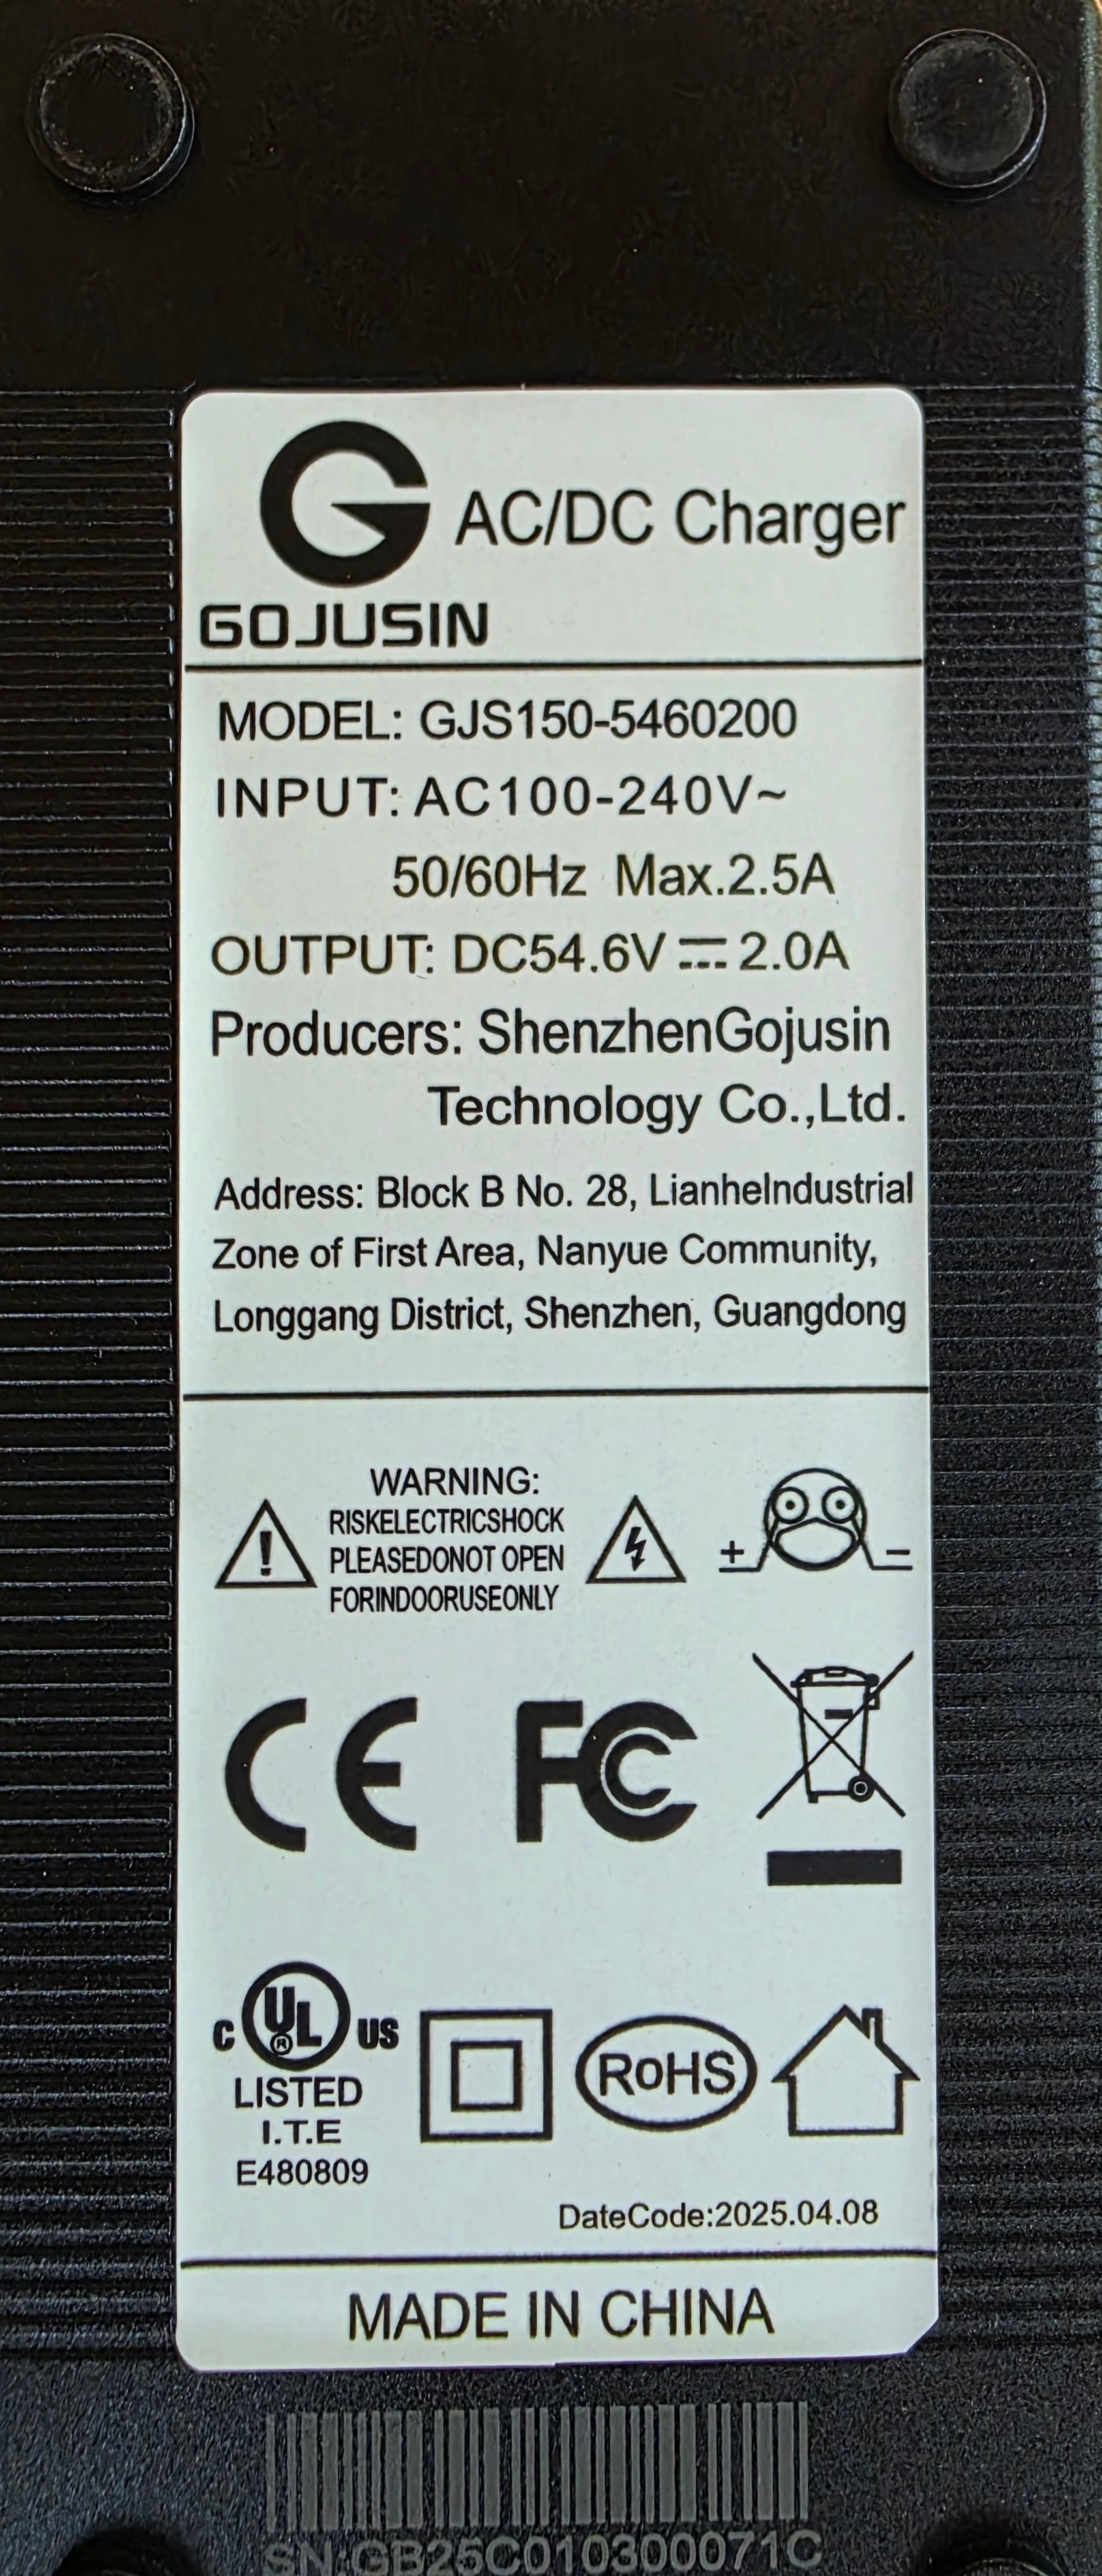 G AC/DC Charger
GOJUSIN
MODEL: GJS150-5460200
INPUT: AC100-240V~
50/60Hz Max.2.5A
OUTPUT: DC54.6V⎓2.0A
Producers: ShenzhenGojusin
Technology Co.,Ltd.
Address: Block B No. 28, LianheIndustrial
Zone of First Area, Nanyue Community,
Longgang District, Shenzhen, Guangdong
WARNING:
RISKELECTRICSHOCK
PLEASEDONOT OPEN
FORINDOORUSEONLY
! ± −
CE FC
c UL® US
LISTED
I.T.E
E480809
RoHS
DateCode:2025.04.08
MADE IN CHINA
SN:GB25C010300071C